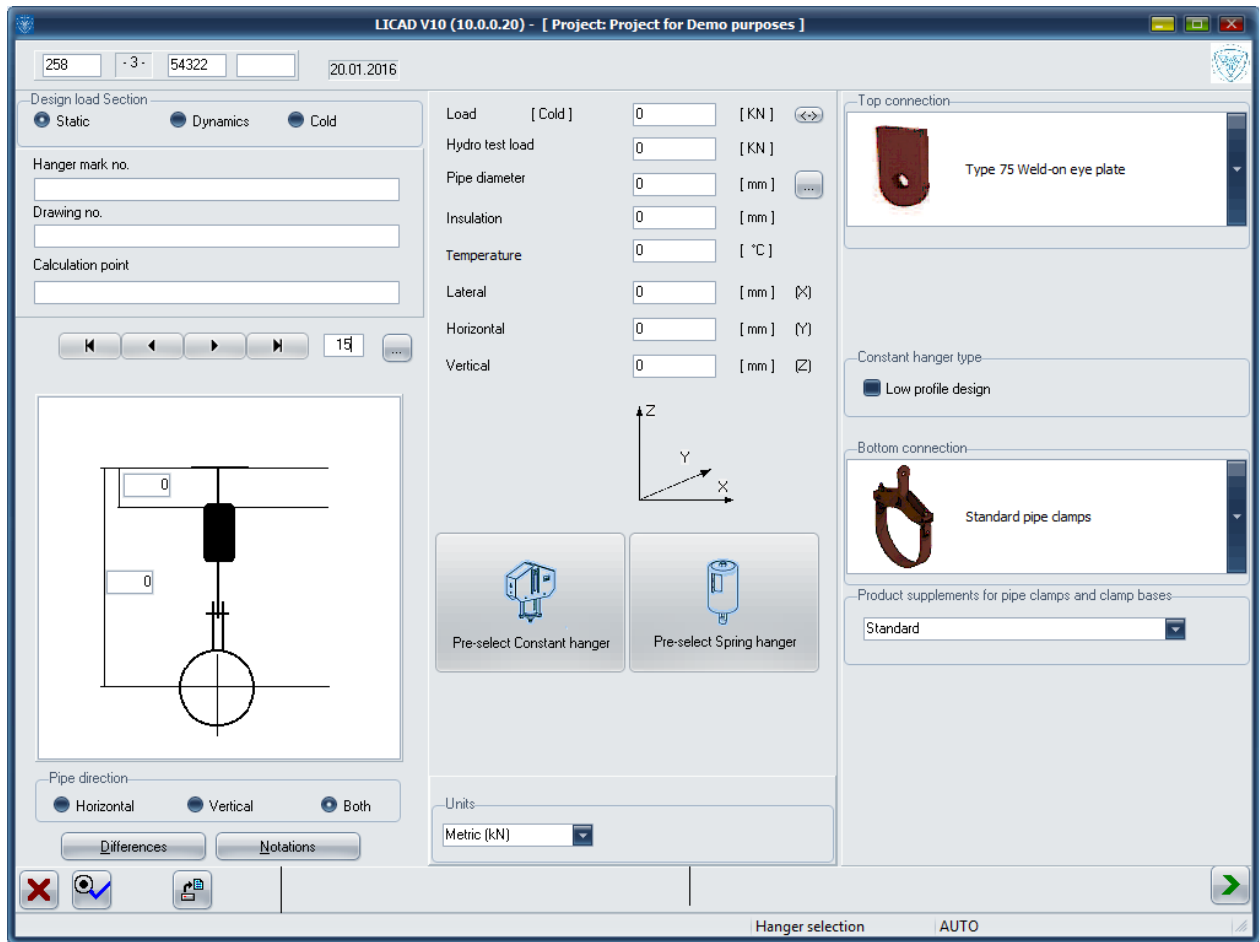 LICAD V10 (10.0.0.20) - [ Project: Project for Demo purposes ]
258 - 3 - 54322 20.01.2016
Design load Section
Static Dynamics Cold
Hanger mark no.
Drawing no.
Calculation point
15 ...
0
0
Pipe direction
Horizontal Vertical Both
Differences Notations
Load [ Cold ] 0 [ KN ] <->
Hydro test load 0 [ KN ]
Pipe diameter 0 [ mm ] ...
Insulation 0 [ mm ]
Temperature 0 [ °C ]
Lateral 0 [ mm ] (X)
Horizontal 0 [ mm ] (Y)
Vertical 0 [ mm ] (Z)
Z
Y
X
Pre-select Constant hanger Pre-select Spring hanger
Units
Metric (kN)
Top connection
Type 75 Weld-on eye plate
Constant hanger type
Low profile design
Bottom connection
Standard pipe clamps
Product supplements for pipe clamps and clamp bases
Standard
Hanger selection AUTO